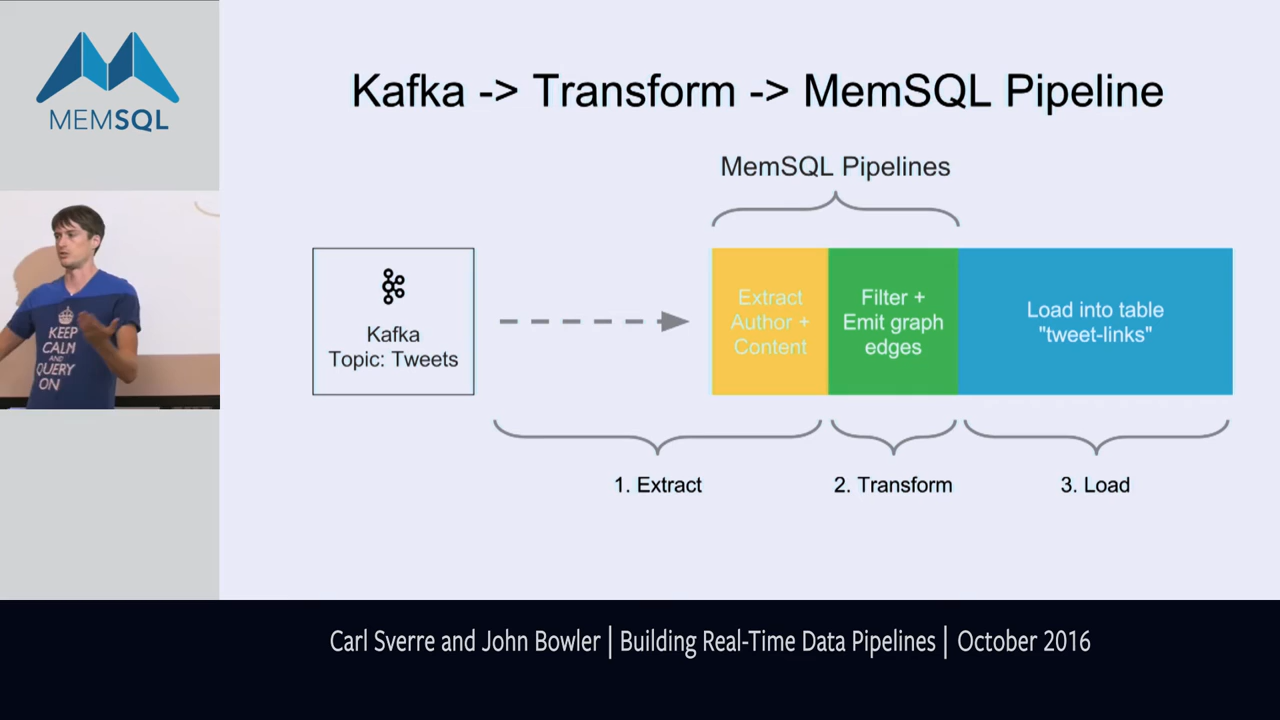 MEMSQL
Kafka -> Transform -> MemSQL Pipeline
MemSQL Pipelines
Kafka
Topic: Tweets
Extract
Author +
Content
Filter +
Emit graph
edges
Load into table
"tweet-links"
1. Extract
2. Transform
3. Load
KEEP
CALM
AND
QUERY
ON
Carl Sverre and John Bowler | Building Real-Time Data Pipelines | October 2016